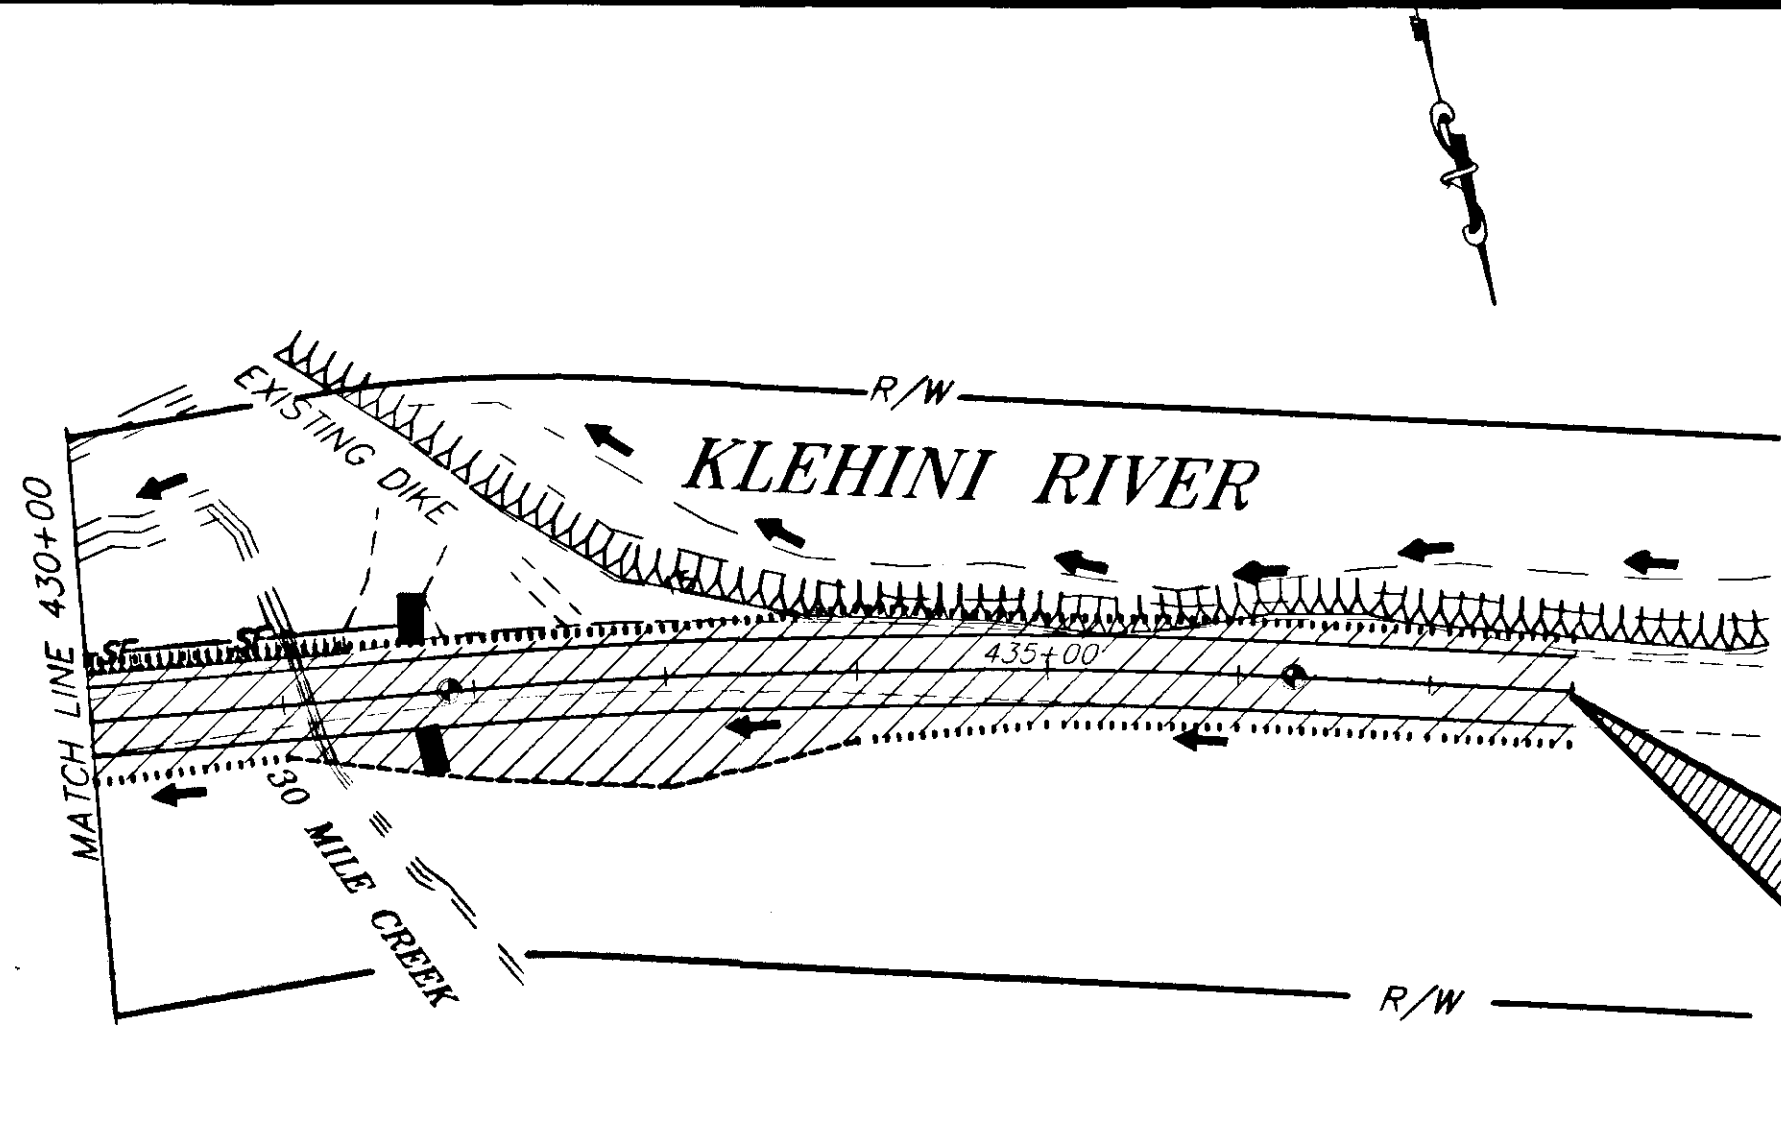 R/W
KLEHINI RIVER
EXISTING DIKE
MATCH LINE 430+00
SF
SF
435+00
30 MILE CREEK
R/W